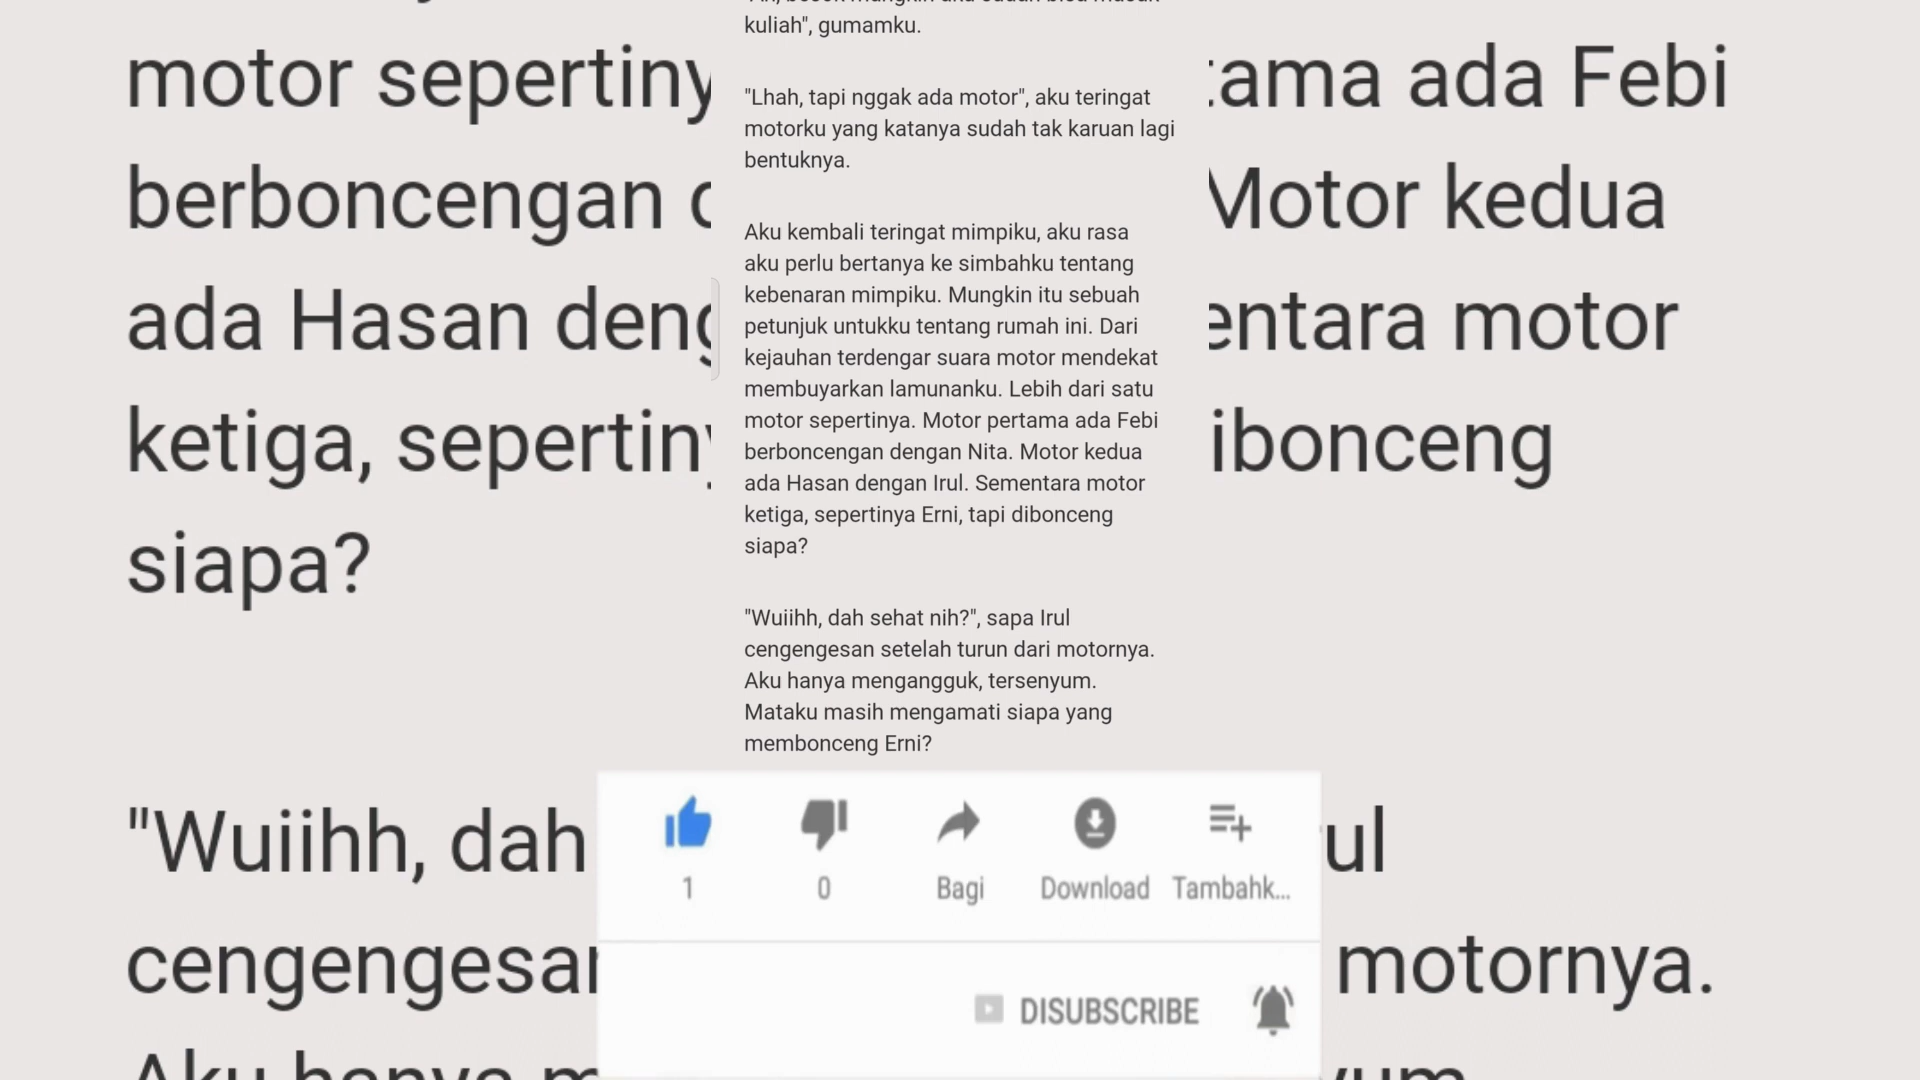 kuliah", gumamku.
"Lhah, tapi nggak ada motor", aku teringat
motorku yang katanya sudah tak karuan lagi
bentuknya.
Aku kembali teringat mimpiku, aku rasa
aku perlu bertanya ke simbahku tentang
kebenaran mimpiku. Mungkin itu sebuah
petunjuk untukku tentang rumah ini. Dari
kejauhan terdengar suara motor mendekat
membuyarkan lamunanku. Lebih dari satu
motor sepertinya. Motor pertama ada Febi
berboncengan dengan Nita. Motor kedua
ada Hasan dengan Irul. Sementara motor
ketiga, sepertinya Erni, tapi dibonceng
siapa?
"Wuiihh, dah sehat nih?", sapa Irul
cengengesan setelah turun dari motornya.
Aku hanya mengangguk, tersenyum.
Mataku masih mengamati siapa yang
membonceng Erni?
motor sepertiny tama ada Febi
berboncengan Motor kedua
ada Hasan deng entara motor
ketiga, sepertiny ibonceng
siapa?
"Wuiihh, dah ul
cengengesan motornya.
1 0 Bagi Download Tambahk...
DISUBSCRIBE